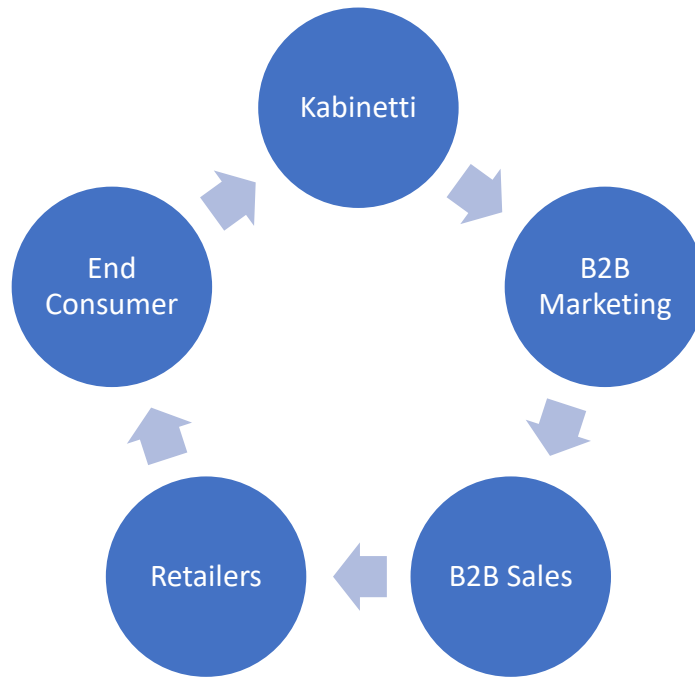 Kabinetti
B2B
Marketing
B2B Sales
Retailers
End
Consumer